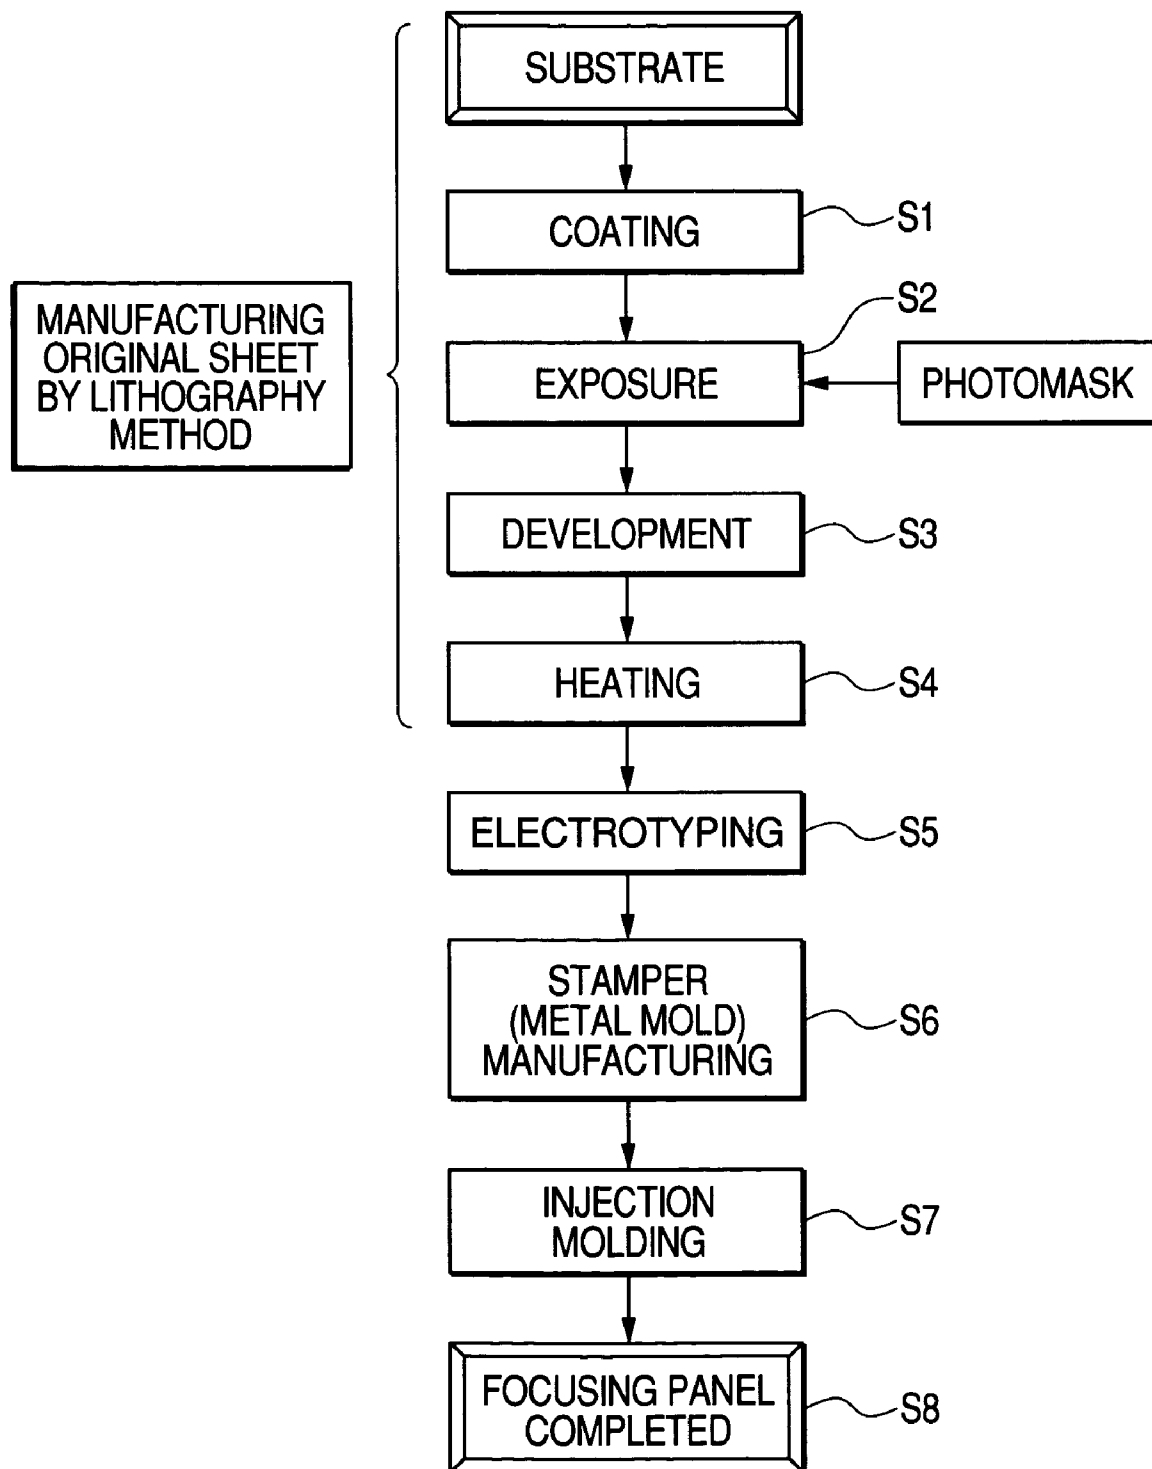 SUBSTRATE
COATING
S1
MANUFACTURING
ORIGINAL SHEET
BY LITHOGRAPHY
METHOD
S2
EXPOSURE
PHOTOMASK
DEVELOPMENT
S3
HEATING
S4
ELECTROTYPING
S5
STAMPER
(METAL MOLD)
MANUFACTURING
S6
INJECTION
MOLDING
S7
FOCUSING PANEL
COMPLETED
S8